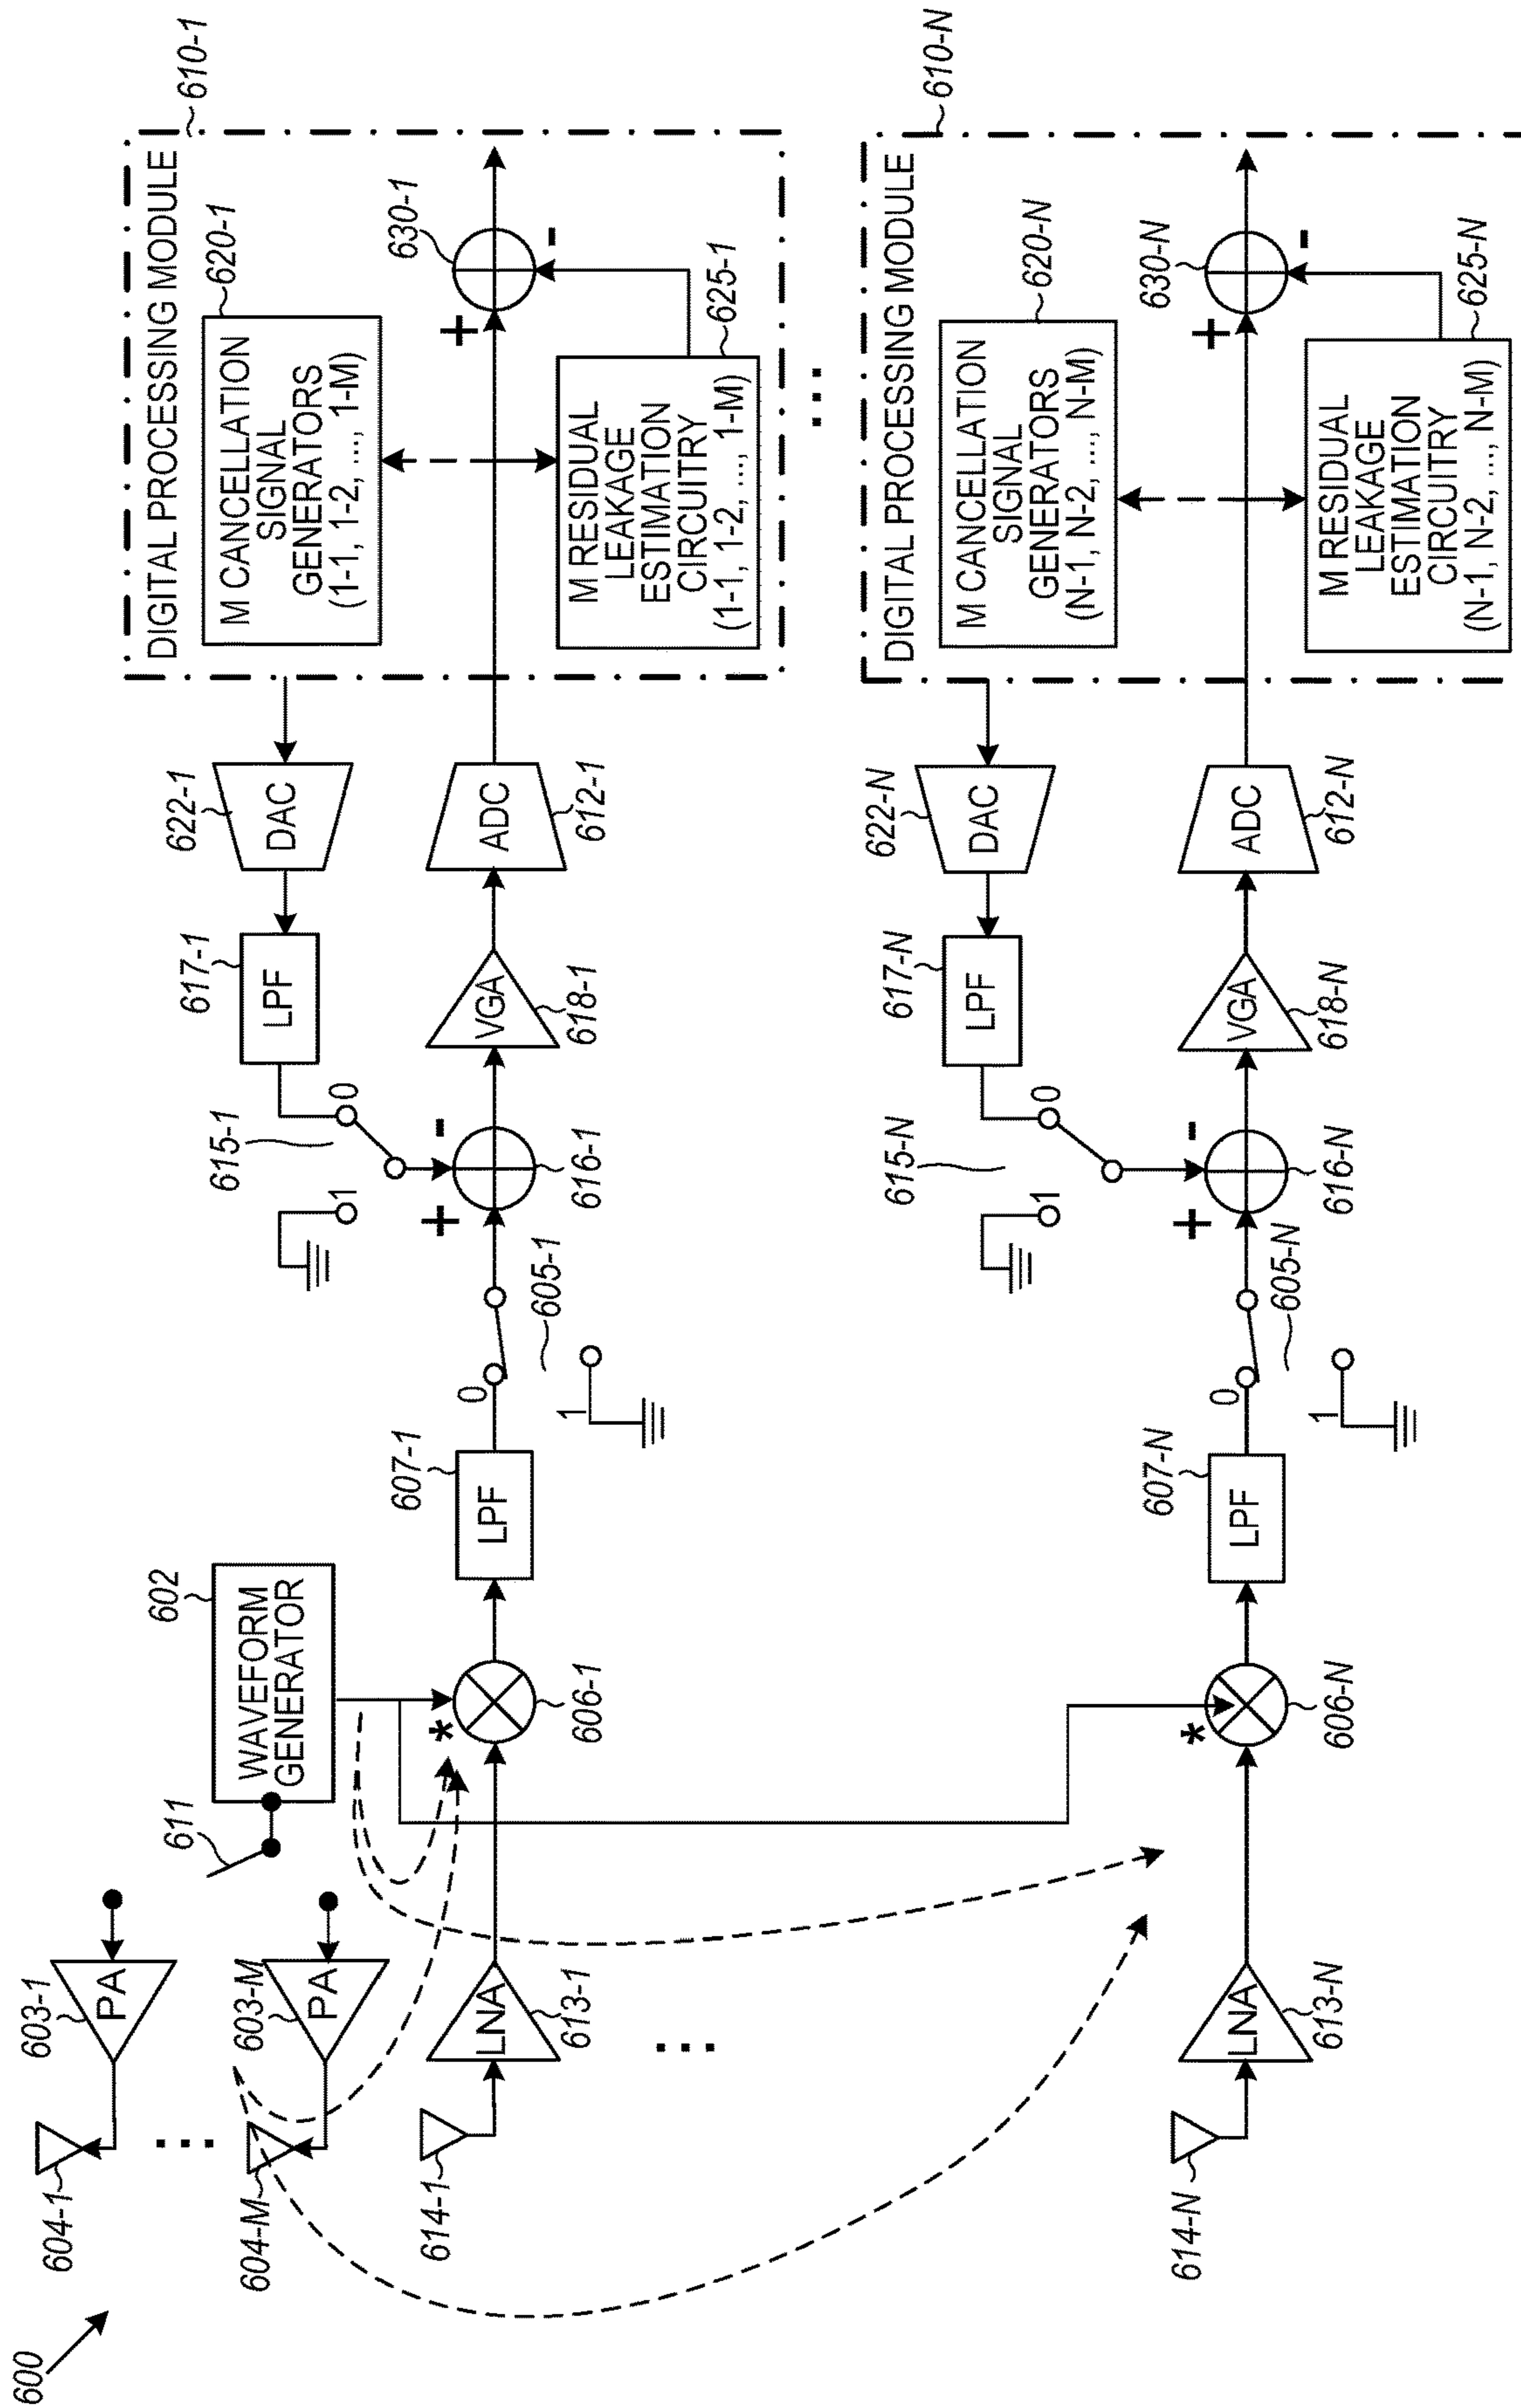 600
604-1
603-1
PA
...
604-M
603-M
PA
611
602
WAVEFORM
GENERATOR
614-1
LNA
613-1
*
606-1
607-1
LPF
0
1
605-1
+
-
616-1
615-1
1
0
617-1
LPF
622-1
DAC
VGA
618-1
ADC
612-1
610-1
DIGITAL PROCESSING MODULE
620-1
M CANCELLATION
SIGNAL
GENERATORS
(1-1, 1-2, ..., 1-M)
630-1
+
-
625-1
M RESIDUAL
LEAKAGE
ESTIMATION
CIRCUITRY
(1-1, 1-2, ..., 1-M)
...
...
614-N
LNA
613-N
*
606-N
607-N
LPF
0
1
605-N
+
-
616-N
615-N
1
0
617-N
LPF
622-N
DAC
VGA
618-N
ADC
612-N
610-N
DIGITAL PROCESSING MODULE
620-N
M CANCELLATION
SIGNAL
GENERATORS
(N-1, N-2, ..., N-M)
630-N
+
-
625-N
M RESIDUAL
LEAKAGE
ESTIMATION
CIRCUITRY
(N-1, N-2, ..., N-M)